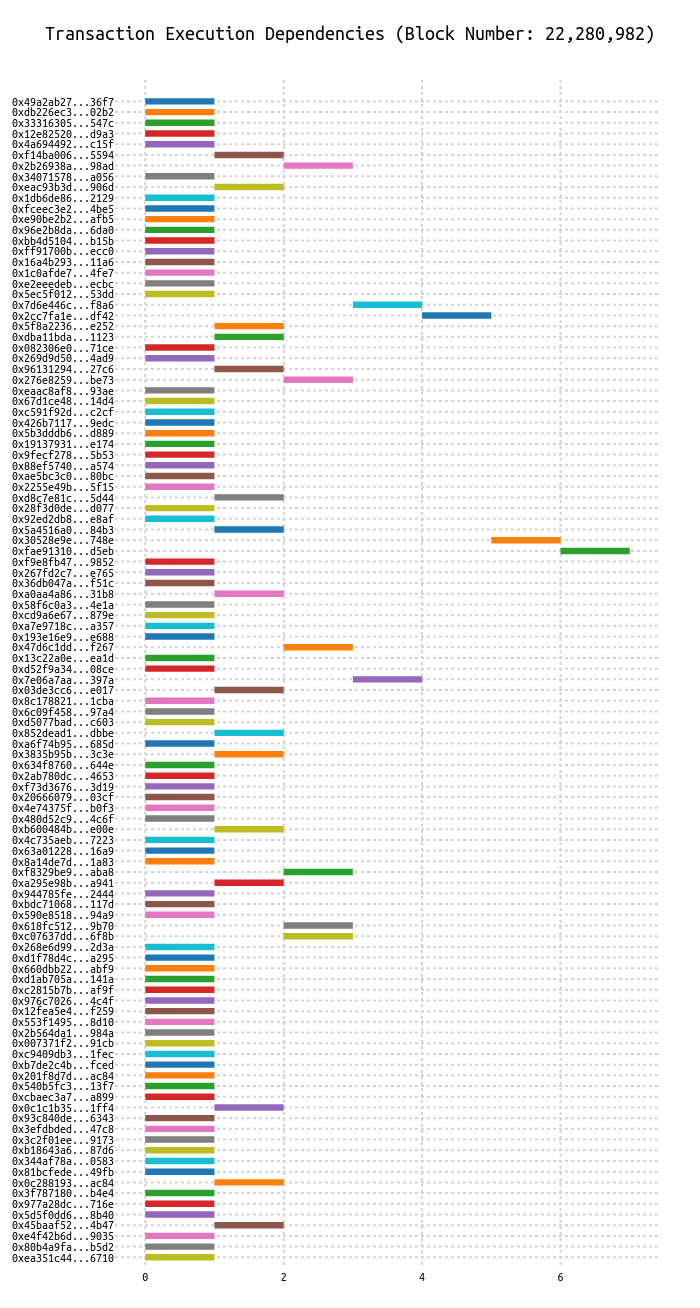 Transaction Execution Dependencies (Block Number: 22,280,982)
0x49a2ab27...36f7
0xdb226ec3...02b2
0x33316305...547c
0x12e82520...d9a3
0x4a694492...c15f
0xf14ba006...5594
0x2b26938a...98ad
0x34071578...a056
0xeac93b3d...906d
0x1db6de86...2129
0xfceec3e2...4be5
0xe90be2b2...afb5
0x96e2b8da...6da0
0xbb4d5104...b15b
0xff91700b...ecc0
0x16a4b293...11a6
0x1c0afde7...4fe7
0xe2eeedeb...ecbc
0x5ec5f012...53dd
0x7d6e446c...f8a6
0x2cc7fa1e...df42
0x5f8a2236...e252
0xdba11bda...1123
0x082306e0...71ce
0x269d9d50...4ad9
0x96131294...27c6
0x276e8259...be73
0xeaac8af8...93ae
0x67d1ce48...14d4
0xc591f92d...c2cf
0x426b7117...9edc
0x5b3dddb6...d889
0x19137931...e174
0x9fecf278...5b53
0x88ef5740...a574
0xae5bc3c0...80bc
0x2255e49b...5f15
0xd8c7e81c...5d44
0x28f3d0de...d077
0x92ed2db8...e8af
0x5a4516a0...84b3
0x30528e9e...748e
0xfae91310...d5eb
0xf9e8fb47...9852
0x267fd2c7...e765
0x36db047a...f51c
0xa0aa4a86...31b8
0x58f6c0a3...4e1a
0xcd9a6e67...879e
0xa7e9718c...a357
0x193e16e9...e688
0x47d6c1dd...f267
0x13c22a0e...ea1d
0xd52f9a34...08ce
0x7e06a7aa...397a
0x03de3cc6...e017
0x8c178821...1cba
0x6c09f458...97a4
0xd5077bad...c603
0x852dead1...dbbe
0xa6f74b95...685d
0x3835b95b...3c3e
0x634f8760...644e
0x2ab780dc...4653
0xf73d3676...3d19
0x20666079...03cf
0x4e74375f...b0f3
0x480d52c9...4c6f
0xb600484b...e00e
0x4c735aeb...7223
0x63a01228...16a9
0x8a14de7d...1a83
0xf8329be9...aba8
0xa295e98b...a941
0x944785fe...2444
0xbdc71068...117d
0x590e8518...94a9
0x618fc512...9b70
0xc07637dd...6f8b
0x268e6d99...2d3a
0xd1f78d4c...a295
0x660dbb22...abf9
0xd1ab705a...141a
0xc2815b7b...af9f
0x976c7026...4c4f
0x12fea5e4...f259
0x553f1495...8d10
0x2b564da1...984a
0x007371f2...91cb
0xc9409db3...1fec
0xb7de2c4b...fced
0x201f8d7d...ac84
0x540b5fc3...13f7
0xcbaec3a7...a899
0x0c1c1b35...1ff4
0x93c840de...6343
0x3efdbded...47c8
0x3c2f01ee...9173
0xb18643a6...87d6
0x344af78a...0583
0x81bcfede...49fb
0x0c288193...ac84
0x3f787180...b4e4
0x977a28dc...716e
0x5d5f0dd6...8b40
0x45baaf52...4b47
0xe4f42b6d...9035
0x80b4a9fa...b5d2
0xea351c44...6710
0 2 4 6